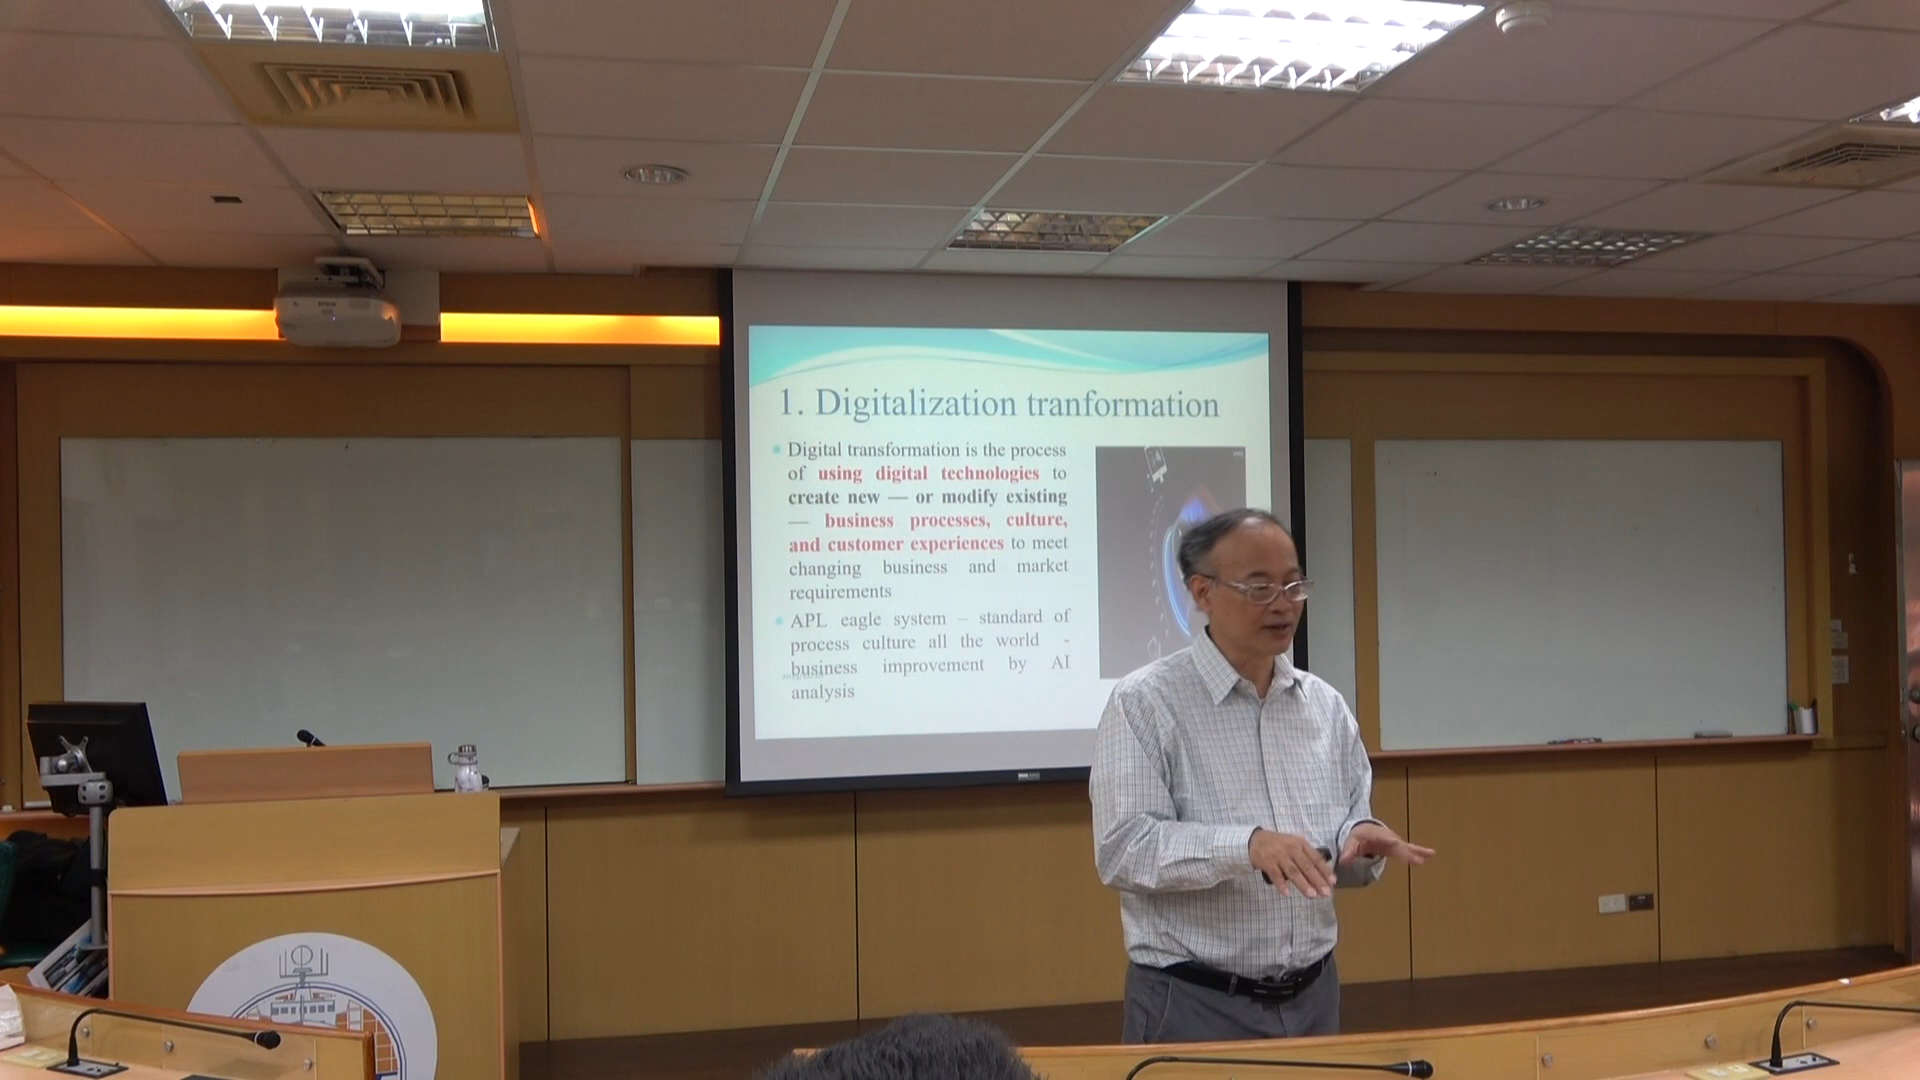 1. Digitalization tranformation
Digital transformation is the process
of using digital technologies to
create new — or modify existing
— business processes, culture,
and customer experiences to meet
changing business and market
requirements
APL eagle system – standard of
process culture all the world -
business improvement by AI
analysis
EPSON